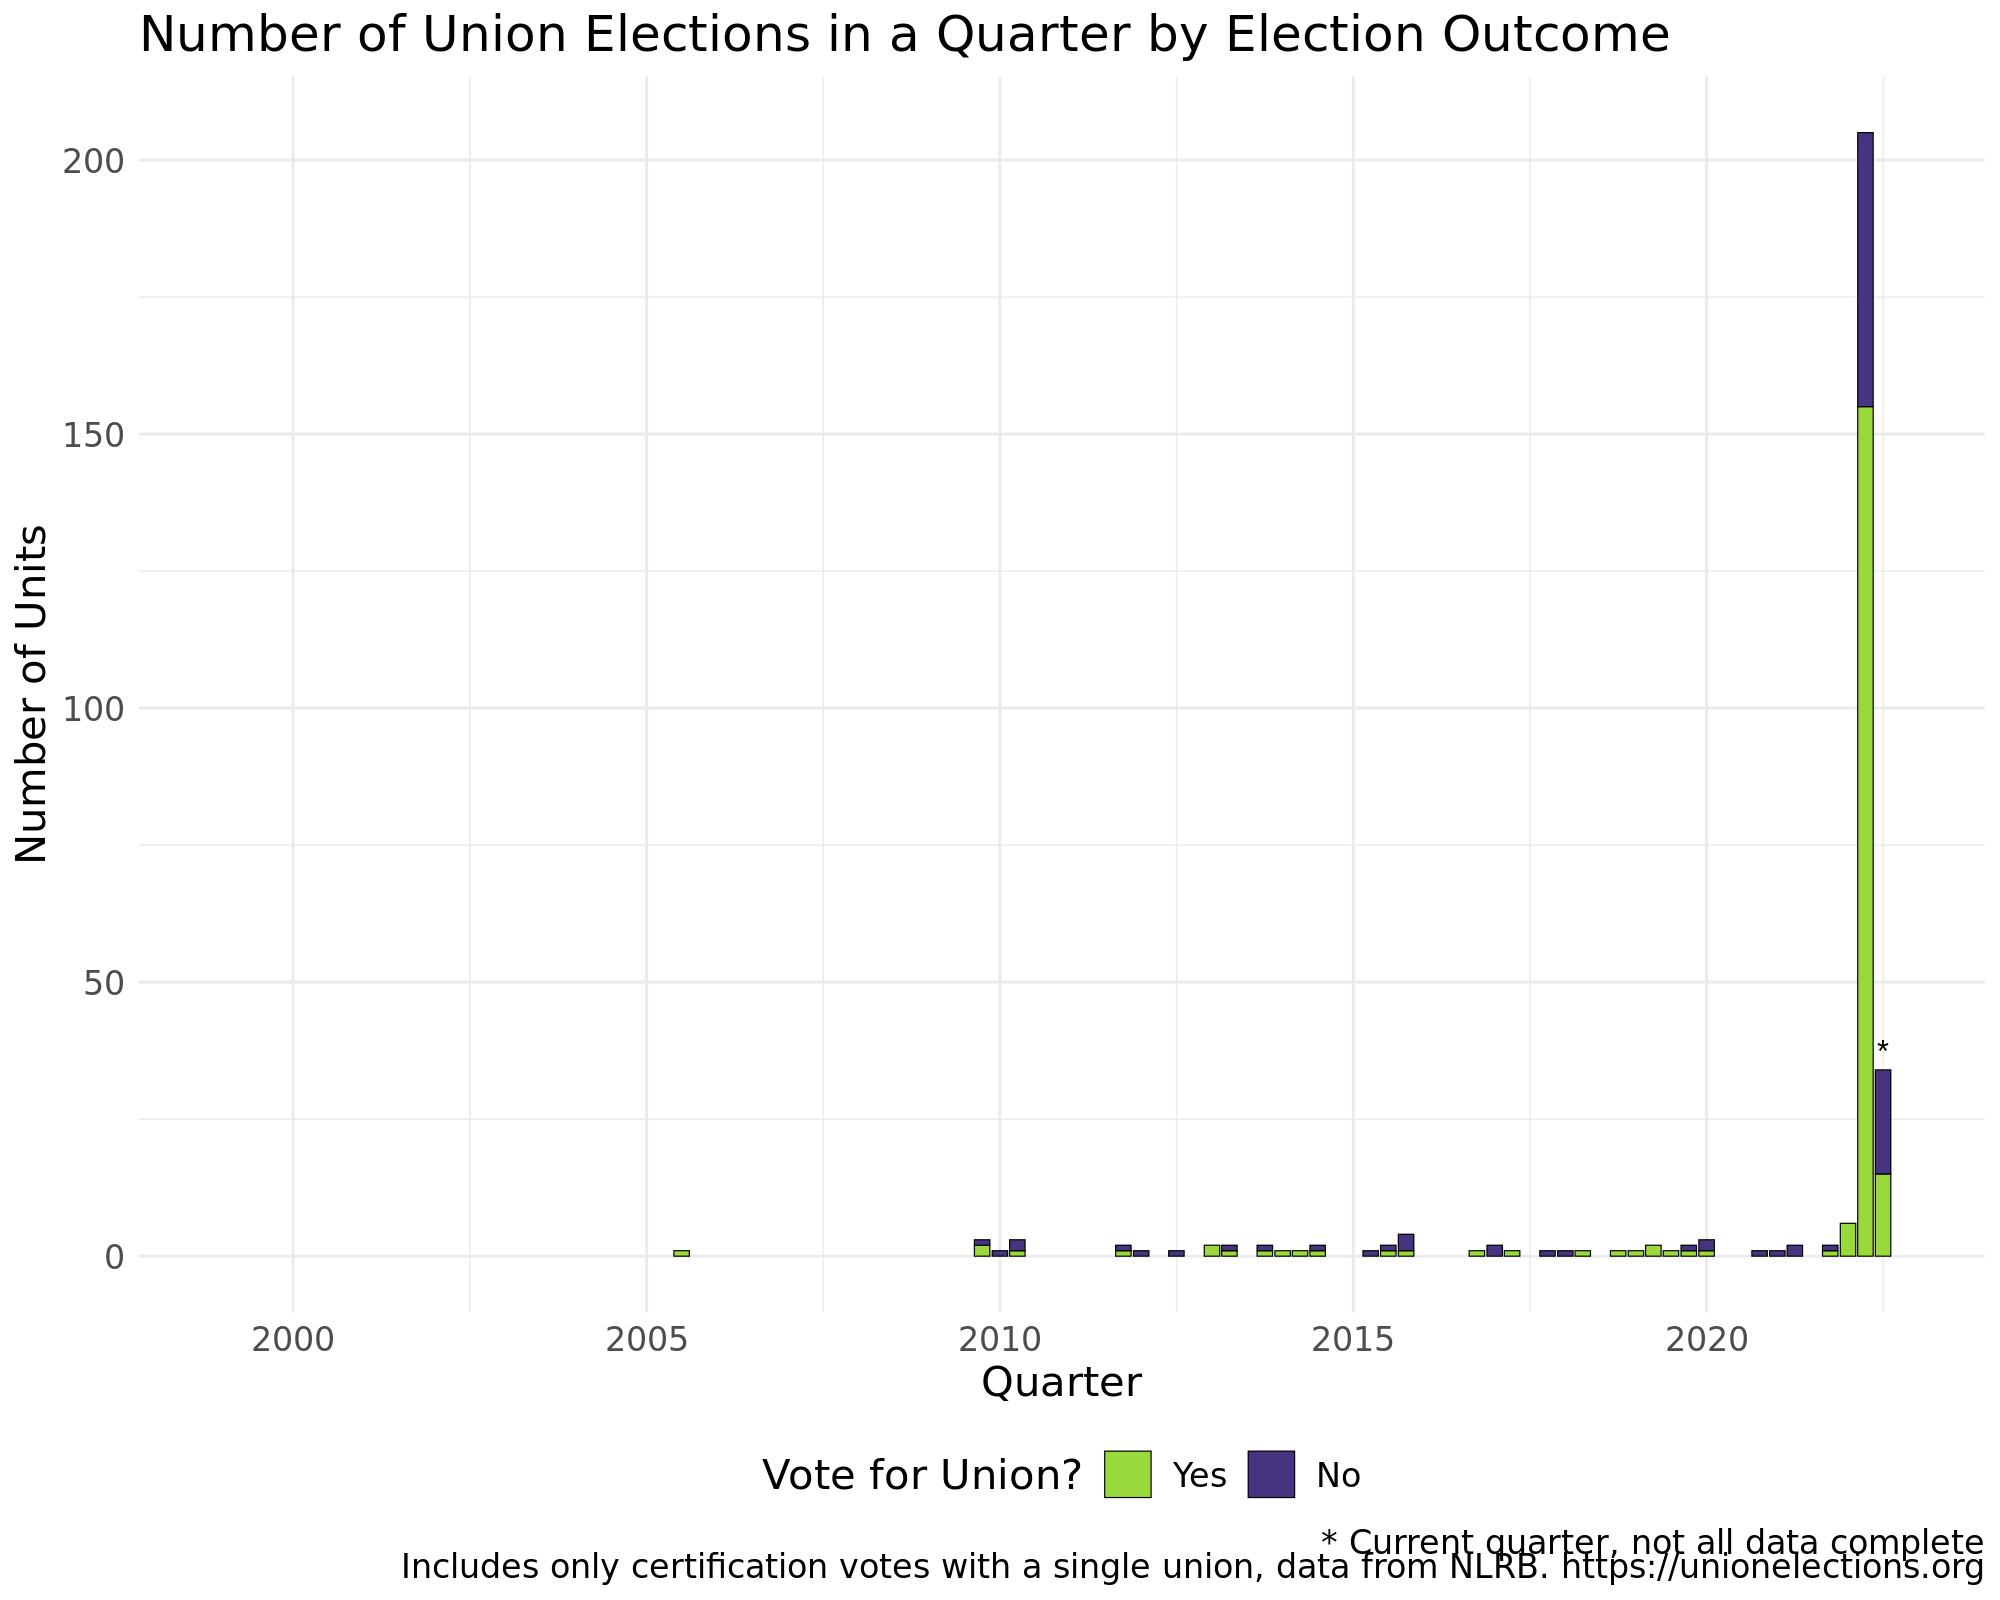 Number of Union Elections in a Quarter by Election Outcome
Number of Units
200
150
100
50
0
*
2000 2005 2010 2015 2020
Quarter
Vote for Union? Yes No
* Current quarter, not all data complete
Includes only certification votes with a single union, data from NLRB. https://unionelections.org